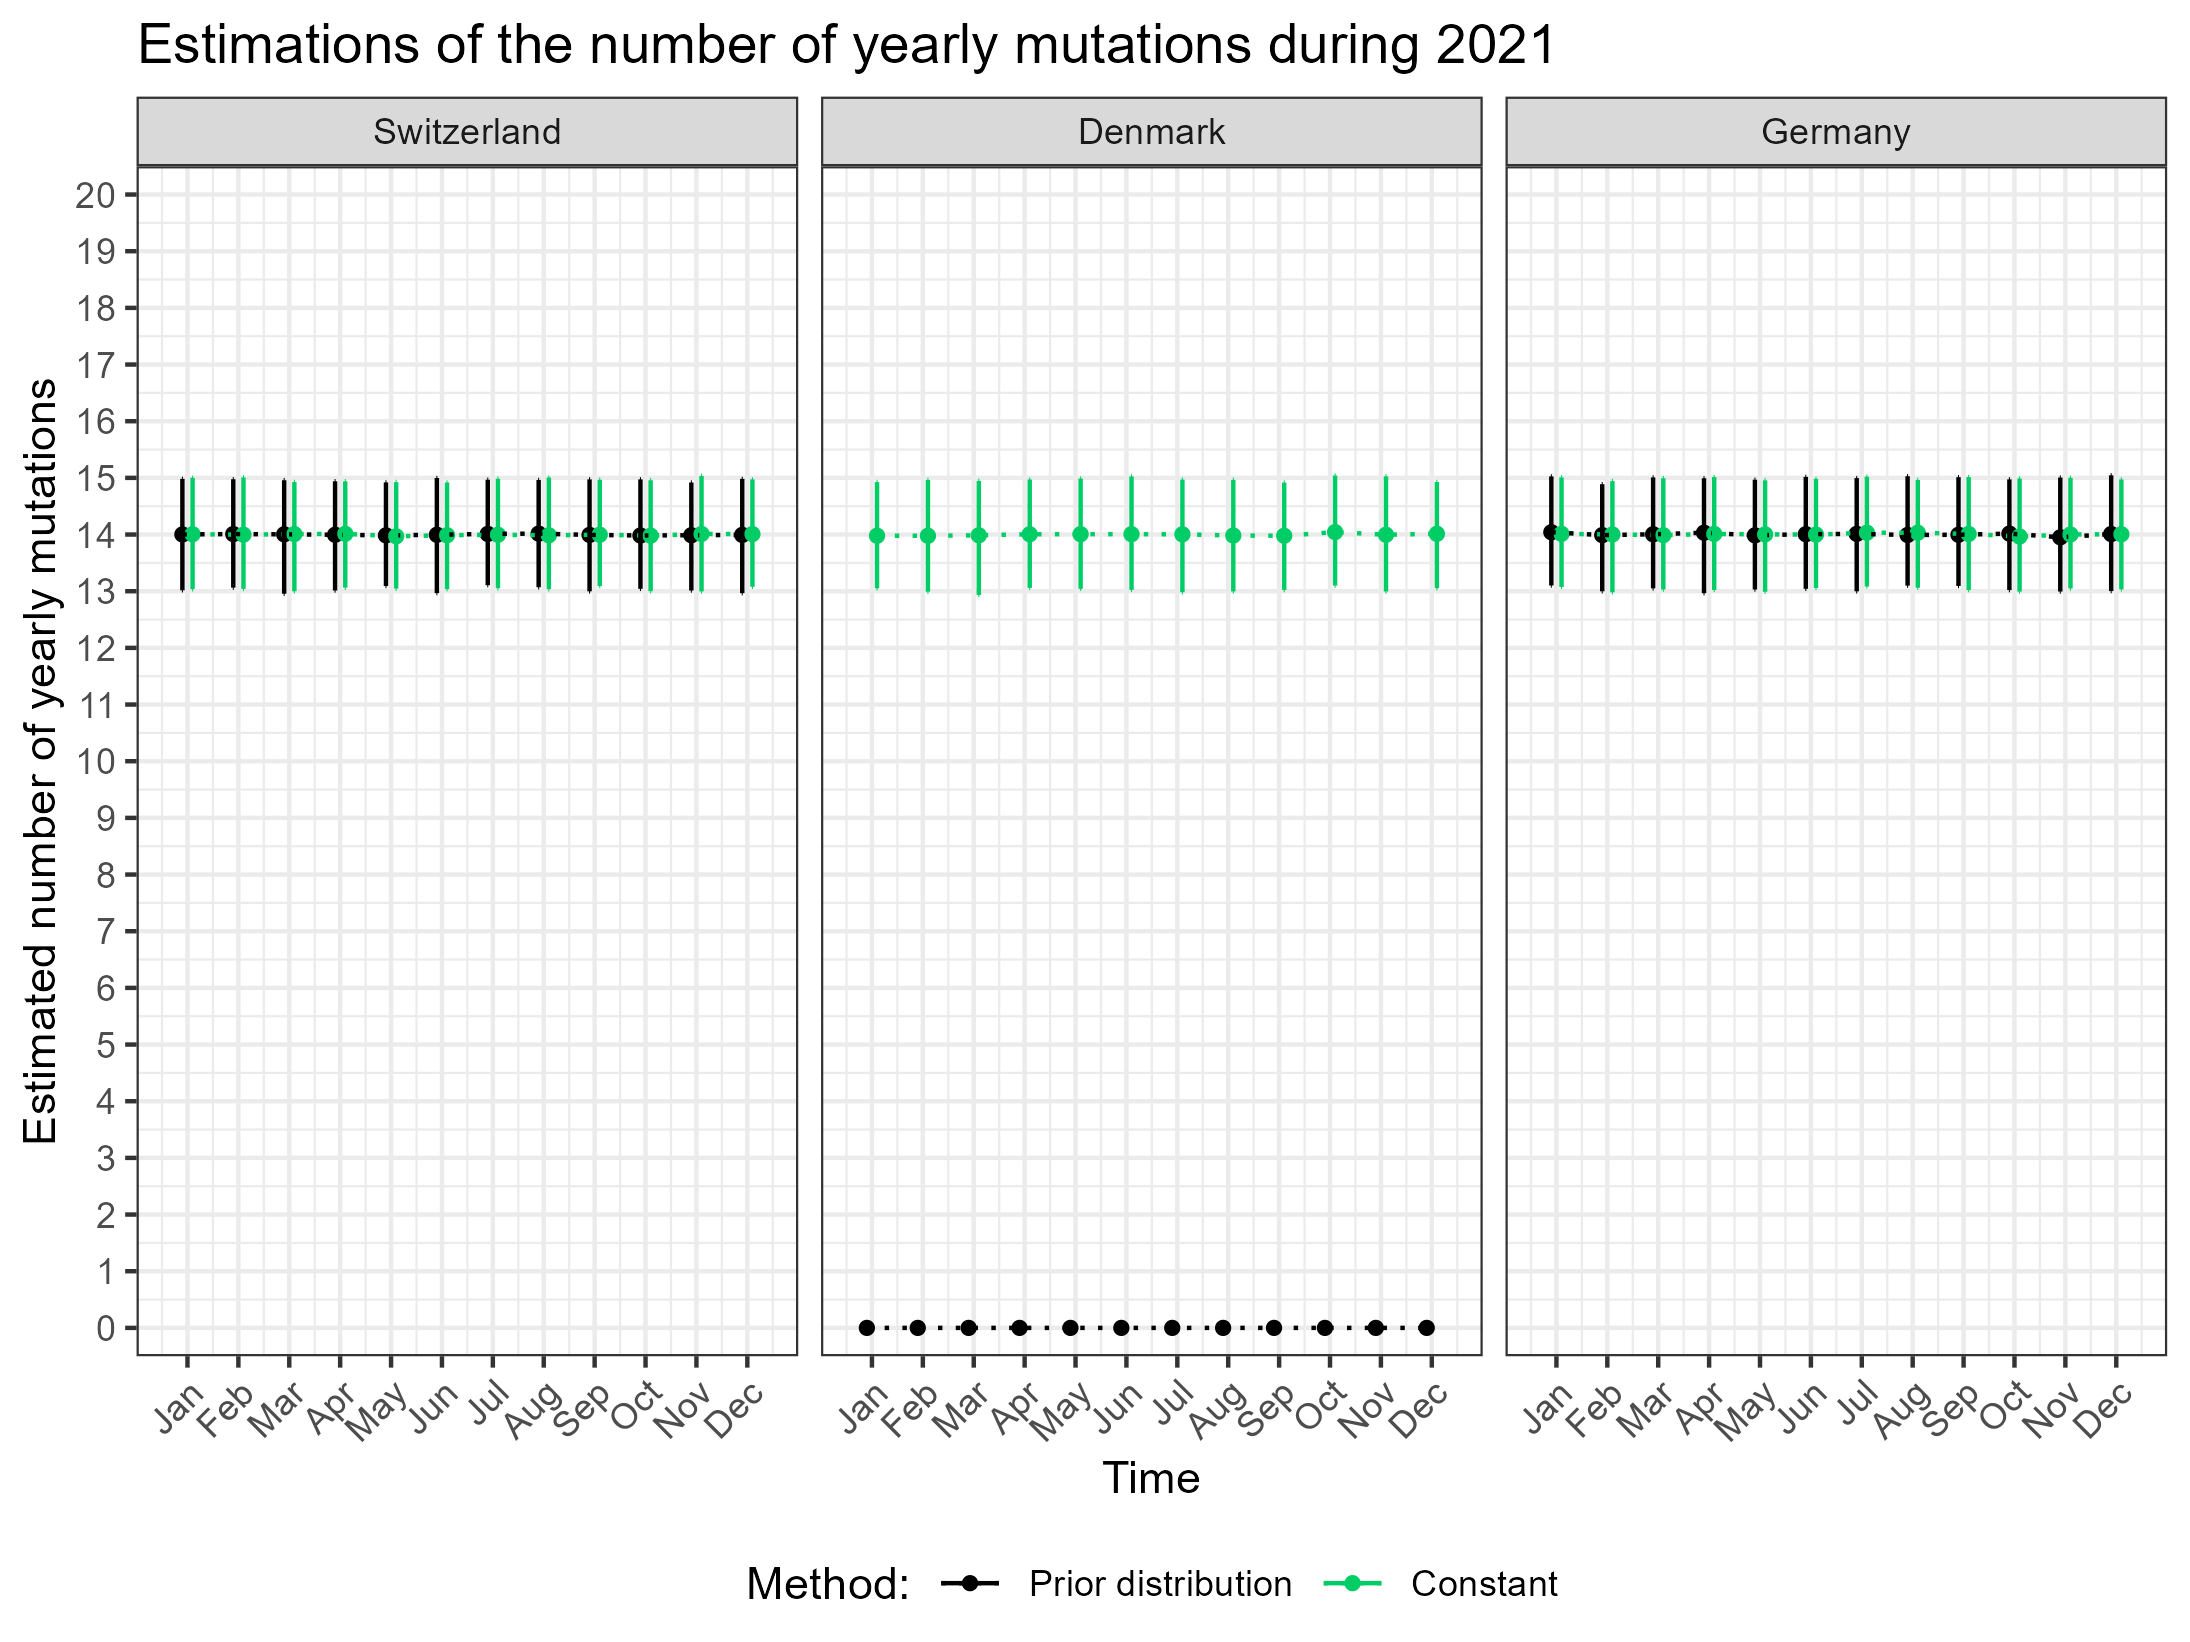 Estimations of the number of yearly mutations during 2021
Switzerland
Denmark
Germany
Estimated number of yearly mutations
20
19
18
17
16
15
14
13
12
11
10
9
8
7
6
5
4
3
2
1
0
Jan Feb Mar Apr May Jun Jul Aug Sep Oct Nov Dec
Jan Feb Mar Apr May Jun Jul Aug Sep Oct Nov Dec
Jan Feb Mar Apr May Jun Jul Aug Sep Oct Nov Dec
Time
Method: Prior distribution Constant